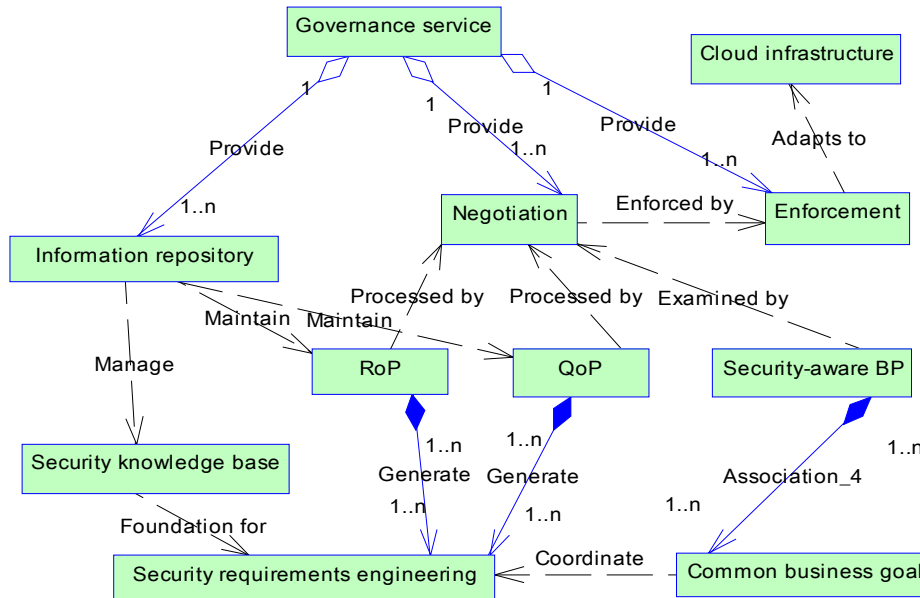 Governance service
Cloud infrastructure
1
1
1
Provide
Provide
Provide
Adapts to
1..n
1..n
1..n
Negotiation
Enforced by
Enforcement
Information repository
Processed by
Processed by
Examined by
Maintain
Maintain
Manage
RoP
QoP
Security-aware BP
1..n
1..n
1..n
Security knowledge base
Generate
Generate
Association_4
1..n
1..n
1..n
Foundation for
Coordinate
Security requirements engineering
Common business goal